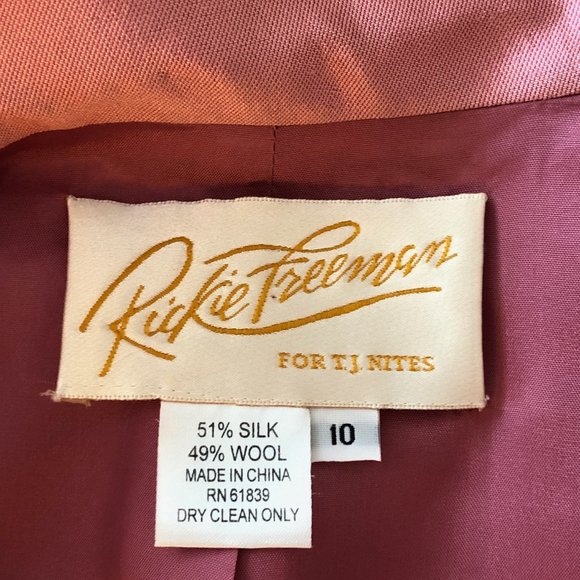 Rickie Freeman
FOR T.J. NITES
51% SILK
49% WOOL
MADE IN CHINA
RN 61839
DRY CLEAN ONLY
10